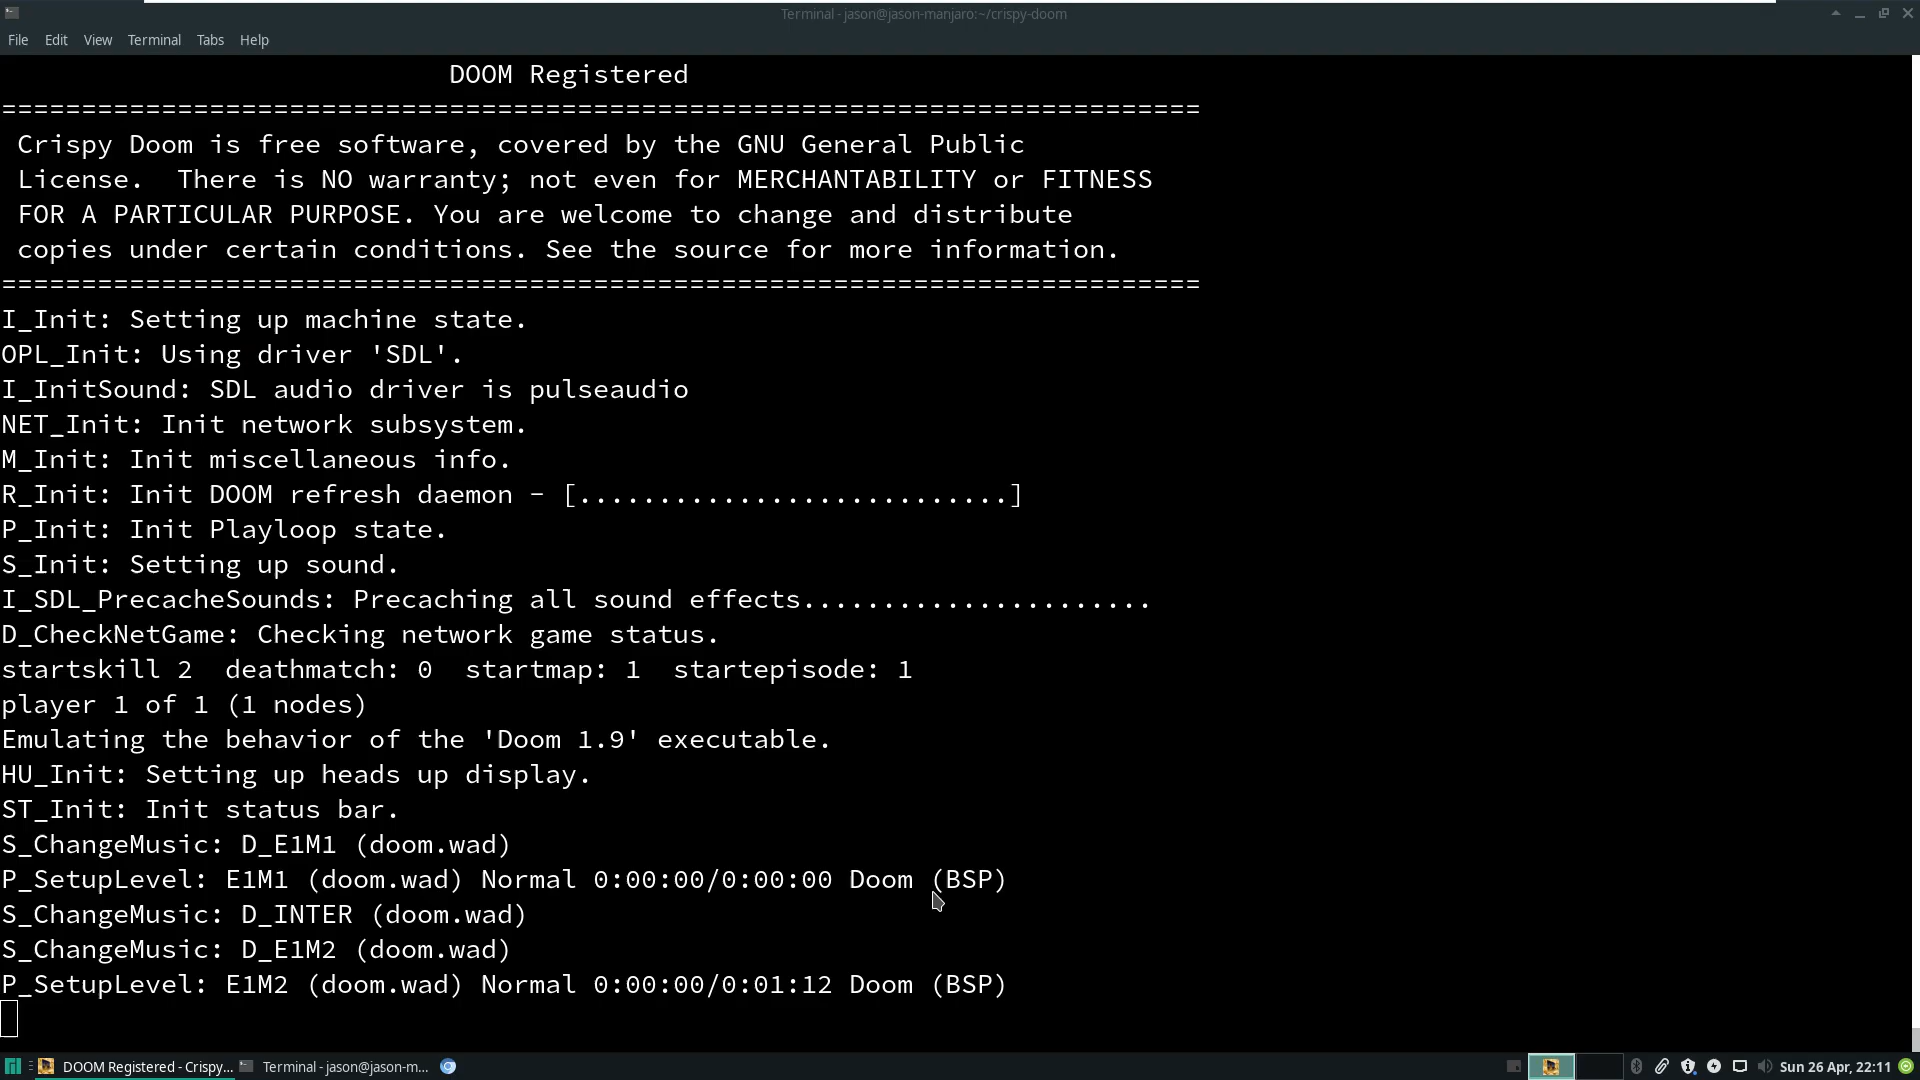 Terminal - jason@jason-manjaro:~/crispy-doom
File Edit View Terminal Tabs Help
DOOM Registered
===========================================================================
Crispy Doom is free software, covered by the GNU General Public
License.  There is NO warranty; not even for MERCHANTABILITY or FITNESS
FOR A PARTICULAR PURPOSE. You are welcome to change and distribute
copies under certain conditions. See the source for more information.
===========================================================================
I_Init: Setting up machine state.
OPL_Init: Using driver 'SDL'.
I_InitSound: SDL audio driver is pulseaudio
NET_Init: Init network subsystem.
M_Init: Init miscellaneous info.
R_Init: Init DOOM refresh daemon - [...........................]
P_Init: Init Playloop state.
S_Init: Setting up sound.
I_SDL_PrecacheSounds: Precaching all sound effects......................
D_CheckNetGame: Checking network game status.
startskill 2  deathmatch: 0  startmap: 1  startepisode: 1
player 1 of 1 (1 nodes)
Emulating the behavior of the 'Doom 1.9' executable.
HU_Init: Setting up heads up display.
ST_Init: Init status bar.
S_ChangeMusic: D_E1M1 (doom.wad)
P_SetupLevel: E1M1 (doom.wad) Normal 0:00:00/0:00:00 Doom (BSP)
S_ChangeMusic: D_INTER (doom.wad)
S_ChangeMusic: D_E1M2 (doom.wad)
P_SetupLevel: E1M2 (doom.wad) Normal 0:00:00/0:01:12 Doom (BSP)
DOOM Registered - Crispy... Terminal - jason@jason-m... Sun 26 Apr, 22:11